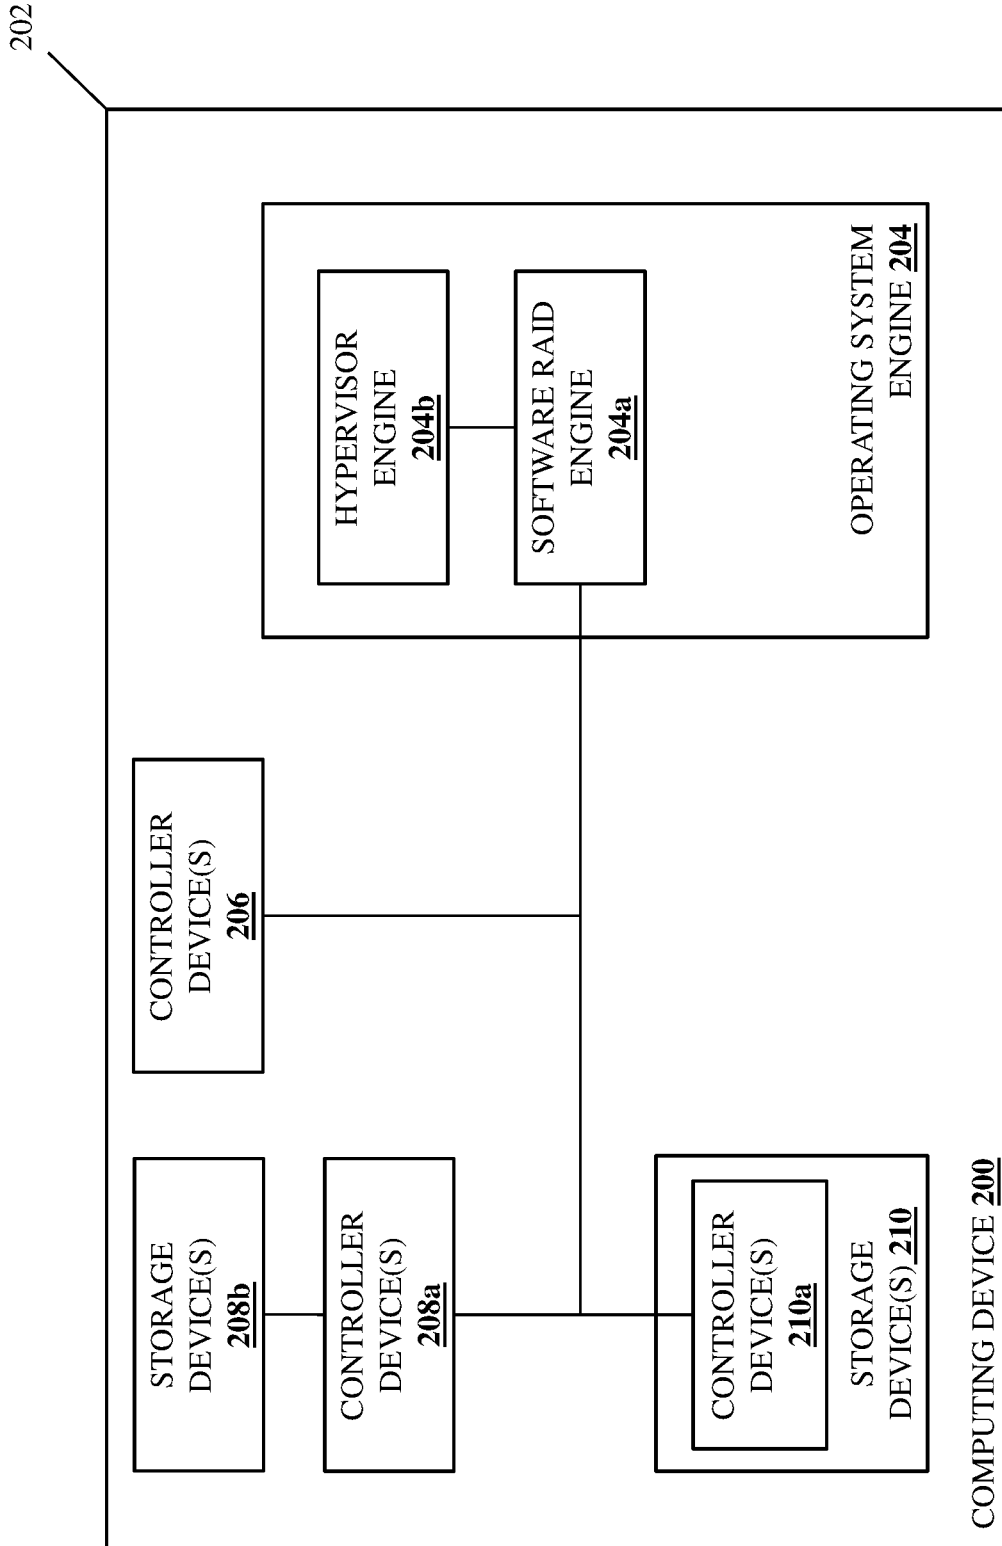 202
STORAGE
DEVICE(S)
208b
CONTROLLER
DEVICE(S)
206
HYPERVISOR
ENGINE
204b
CONTROLLER
DEVICE(S)
208a
SOFTWARE RAID
ENGINE
204a
CONTROLLER
DEVICE(S)
210a
STORAGE
DEVICE(S) 210
OPERATING SYSTEM
ENGINE 204
COMPUTING DEVICE 200